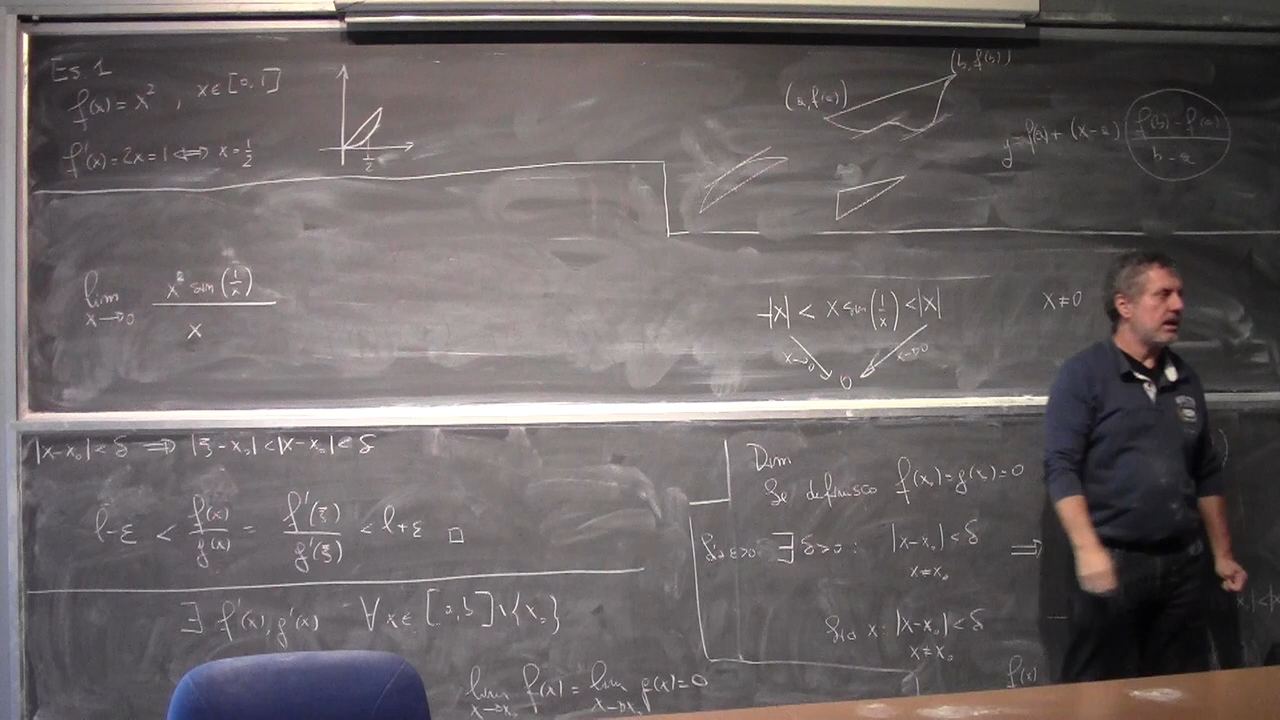 Es. 1
f(x) = x² , x ∈ [0,1]
f'(x) = 2x = 1 ⟺ x = 1/2
1/2
(a, f(a))
(b, f(b))
y = f(a) + (x-a) (f(b) - f(a))/(b-a)
lim x→0 (x² sin(1/x))/x
-|x| < x sin(1/x) < |x|
x ≠ 0
x→0
x→0
0
|x-x₀| < δ ⟹ |ξ-x₀| < |x-x₀| < δ
l-ε < f(x)/g(x) = f'(ξ)/g'(ξ) < l+ε □
∃ f'(x), g'(x) ∀ x ∈ [a,b] \ {x₀}
lim x→x₀ f(x) = lim x→x₀ g(x) = 0
Dim
Se definisco f(x₀) = g(x₀) = 0
Sia ε>0 ∃ δ>0 : |x-x₀| < δ ⟹
x ≠ x₀
Sia x : |x-x₀| < δ
x ≠ x₀
f(x)